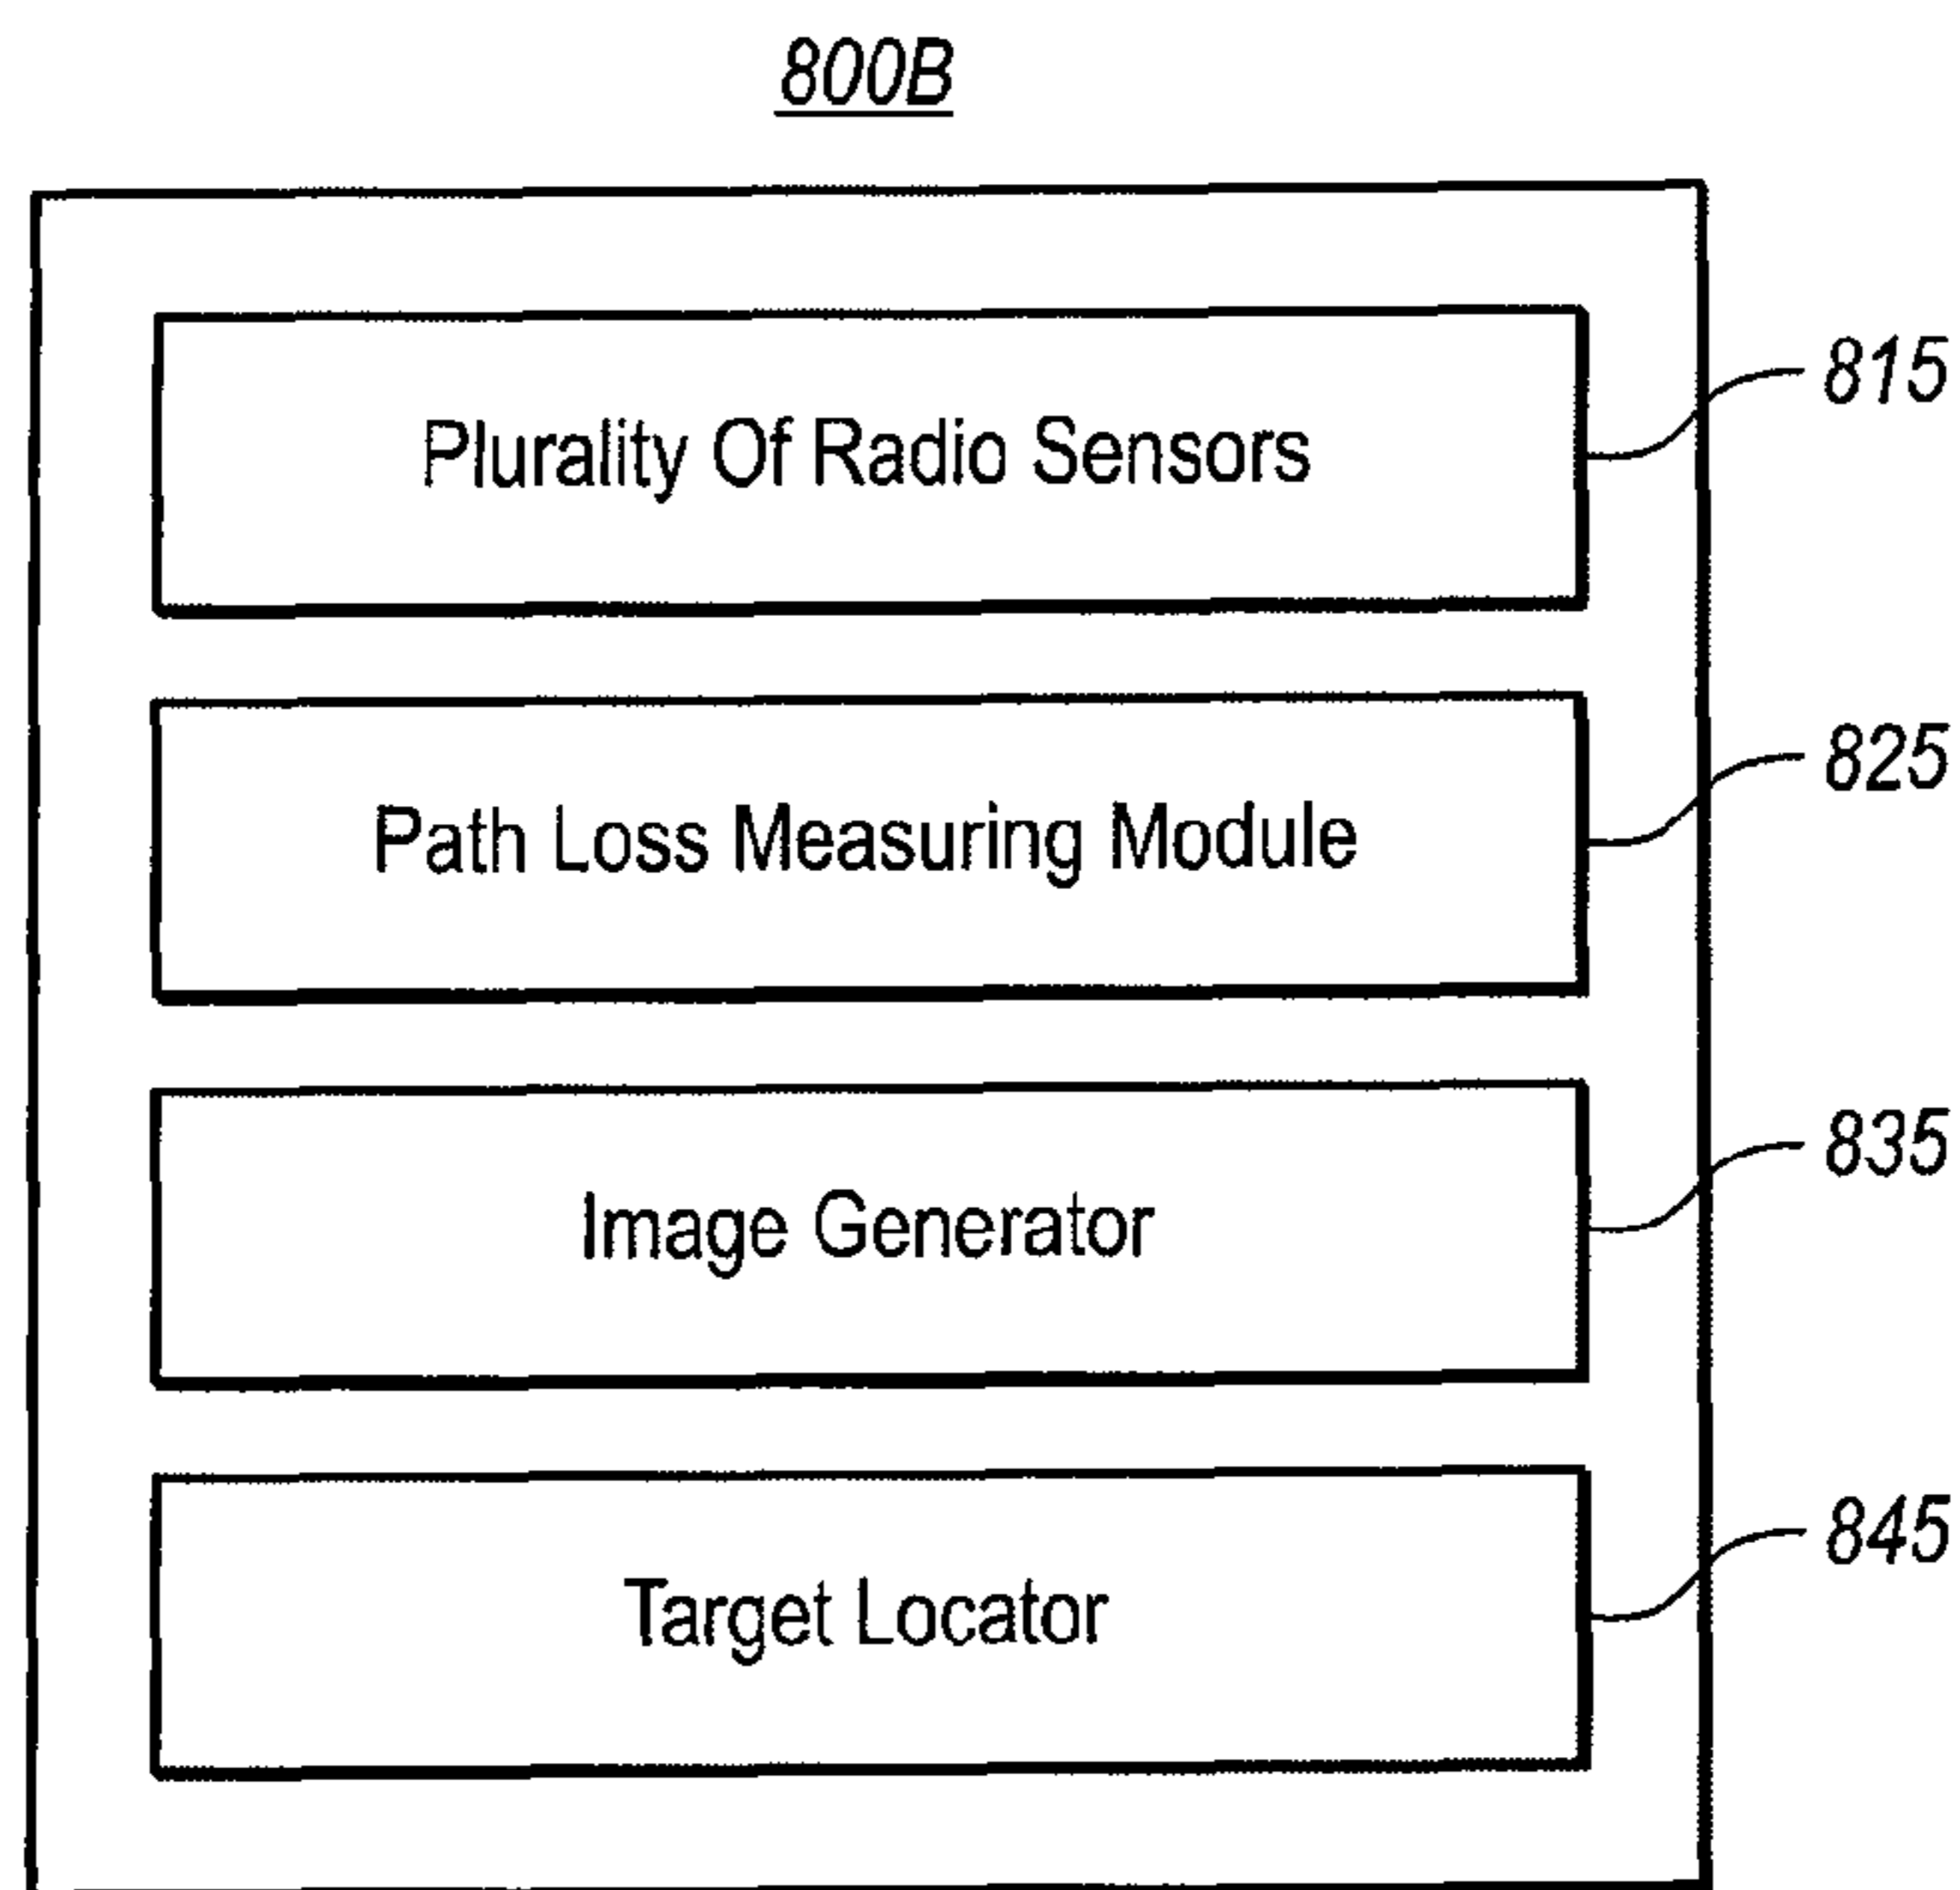 800B
Plurality Of Radio Sensors
815
Path Loss Measuring Module
825
Image Generator
835
Target Locator
845